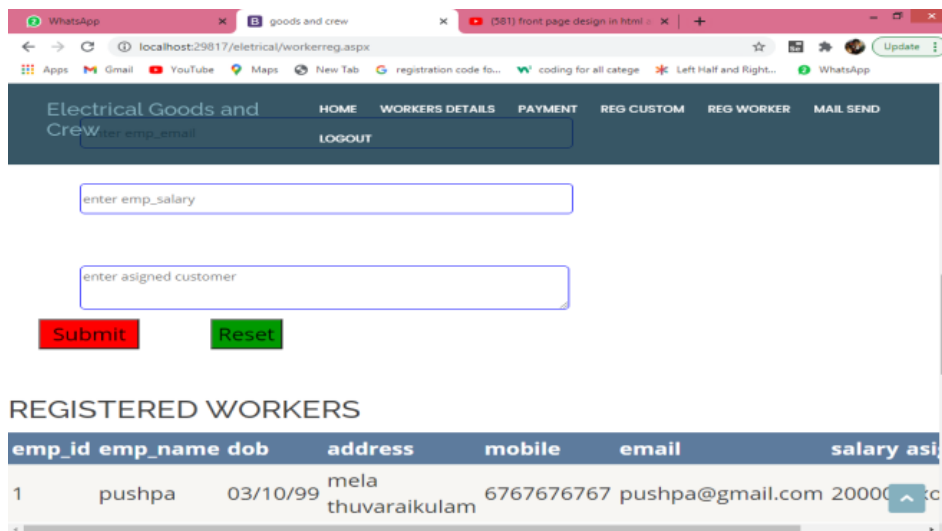 WhatsApp
goods and crew
(581) front page design in html
localhost:29817/eletrical/workerreg.aspx
Update
Apps Gmail YouTube Maps New Tab registration code fo... coding for all catege Left Half and Right... WhatsApp
Electrical Goods and Crew
HOME WORKERS DETAILS PAYMENT REG CUSTOM REG WORKER MAIL SEND
LOGOUT
enter emp_email
enter emp_salary
enter asigned customer
Submit Reset
REGISTERED WORKERS
emp_id emp_name dob address mobile email salary
1 pushpa 03/10/99 mela thuvaraikulam 6767676767 pushpa@gmail.com